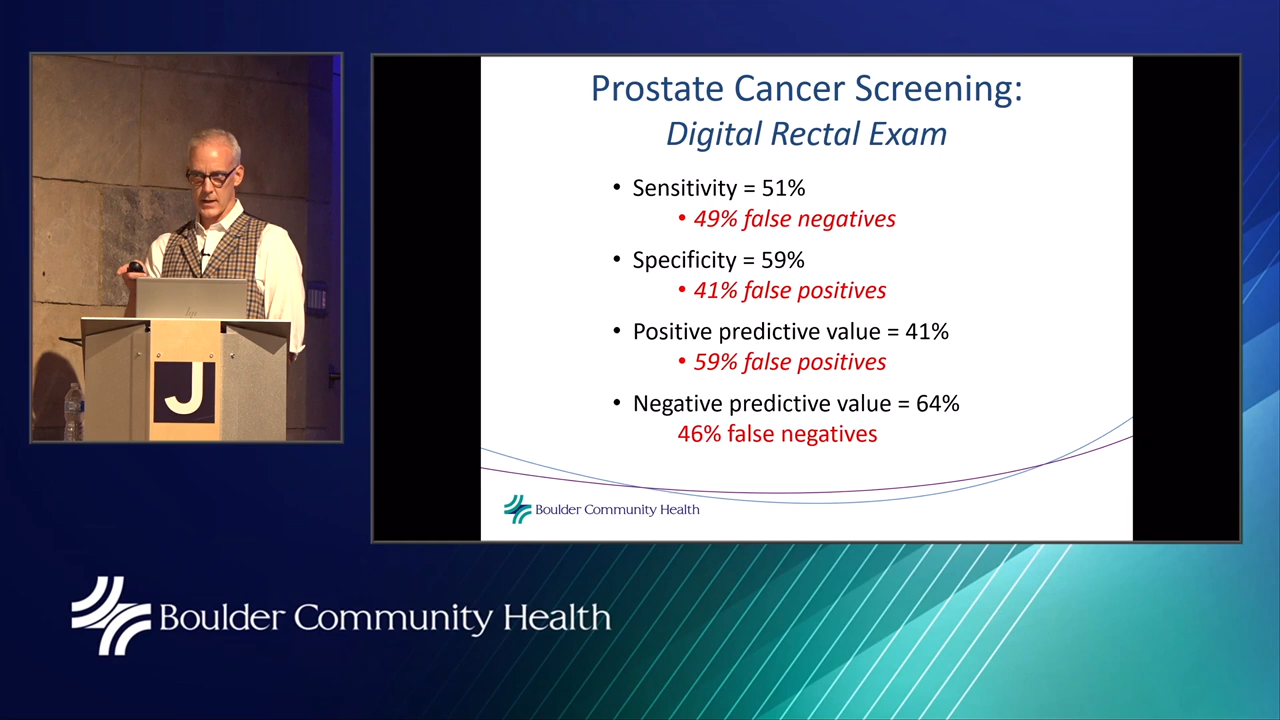 Prostate Cancer Screening:
Digital Rectal Exam
• Sensitivity = 51%
• 49% false negatives
• Specificity = 59%
• 41% false positives
• Positive predictive value = 41%
• 59% false positives
• Negative predictive value = 64%
46% false negatives
Boulder Community Health
hp
J
Boulder Community Health